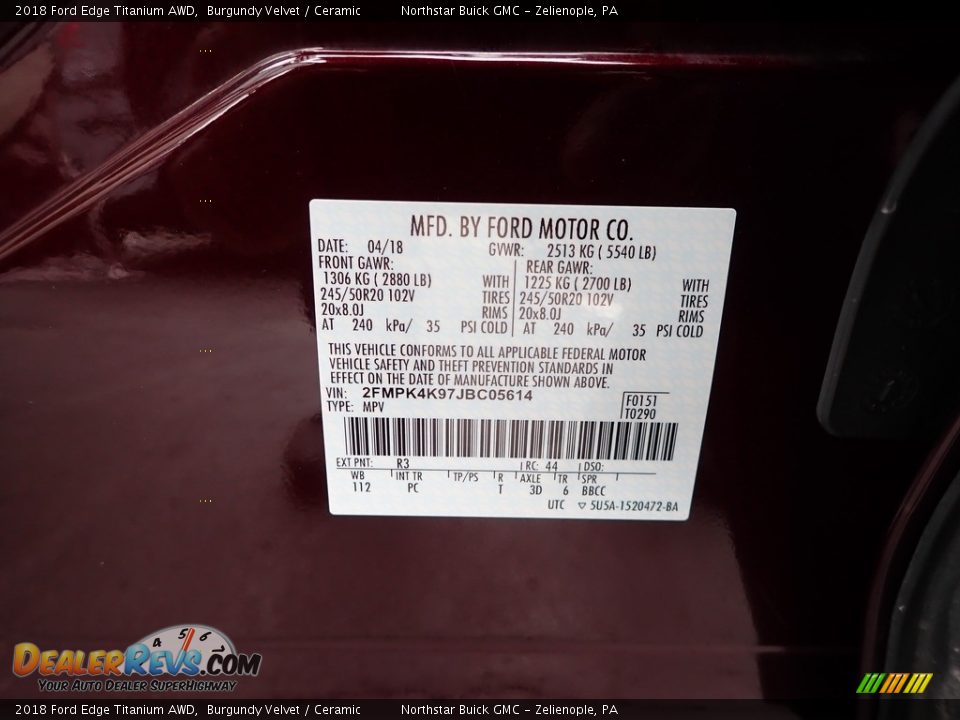 2018 Ford Edge Titanium AWD, Burgundy Velvet / Ceramic Northstar Buick GMC - Zelienople, PA
MFD. BY FORD MOTOR CO.
DATE: 04/18 GVWR: 2513 KG ( 5540 LB)
FRONT GAWR: REAR GAWR:
1306 KG ( 2880 LB) WITH 1225 KG ( 2700 LB) WITH
245/50R20 102V TIRES 245/50R20 102V TIRES
20x8.0J RIMS 20x8.0J RIMS
AT 240 kPa/ 35 PSI COLD AT 240 kPa/ 35 PSI COLD
THIS VEHICLE CONFORMS TO ALL APPLICABLE FEDERAL MOTOR
VEHICLE SAFETY AND THEFT PREVENTION STANDARDS IN
EFFECT ON THE DATE OF MANUFACTURE SHOWN ABOVE.
VIN: 2FMPK4K97JBC05614
TYPE: MPV
F0151
T0290
EXT PNT: R3 RC: 44 DSO:
WB INT TR TP/PS R AXLE TR SPR
112 PC T 3D 6 BBCC
UTC ▽ 5U5A-1520472-BA
4 5 6
DealerRevs.com
Your Auto Dealer SuperHighway
2018 Ford Edge Titanium AWD, Burgundy Velvet / Ceramic Northstar Buick GMC - Zelienople, PA